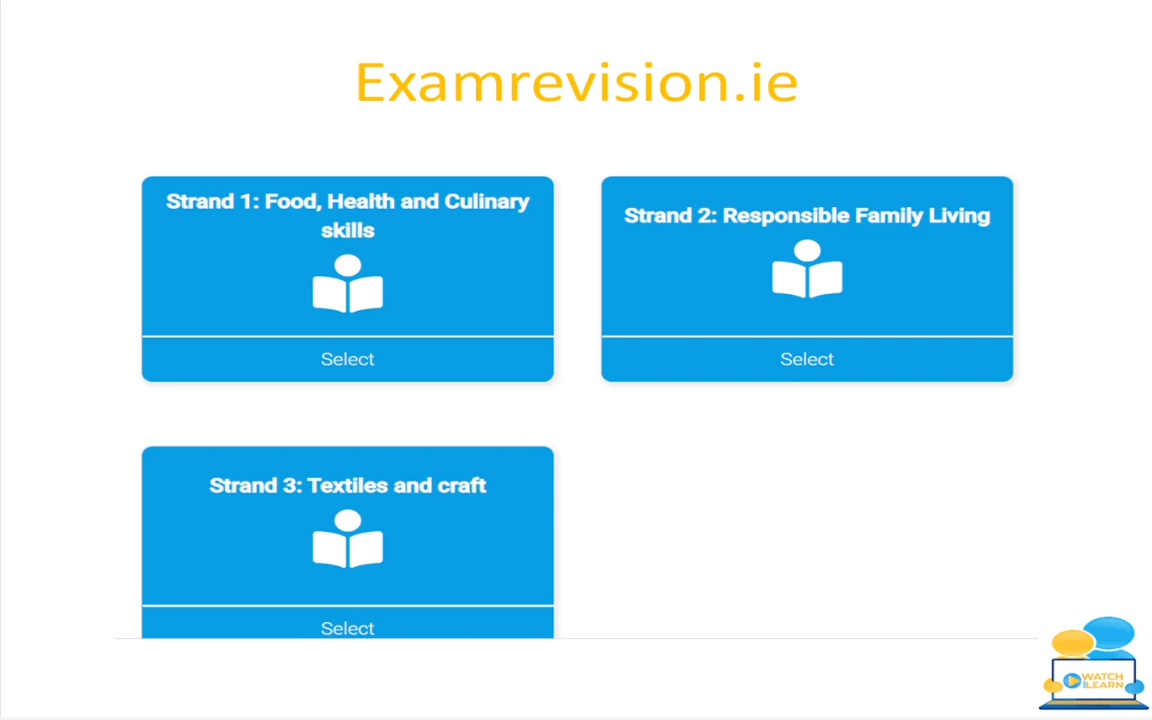 Examrevision.ie
Strand 1: Food, Health and Culinary
skills
Select
Strand 2: Responsible Family Living
Select
Strand 3: Textiles and craft
Select
WATCH
AND LEARN